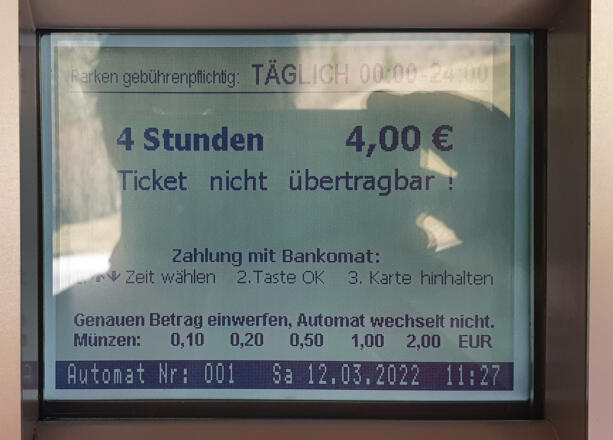 Parken gebührenpflichtig: TÄGLICH 00:00-24:00
4 Stunden 4,00 €
Ticket nicht übertragbar !
Zahlung mit Bankomat:
1. ↑↓ Zeit wählen 2.Taste OK 3. Karte hinhalten
Genauen Betrag einwerfen, Automat wechselt nicht.
Münzen: 0,10 0,20 0,50 1,00 2,00 EUR
Automat Nr: 001 Sa 12.03.2022 11:27